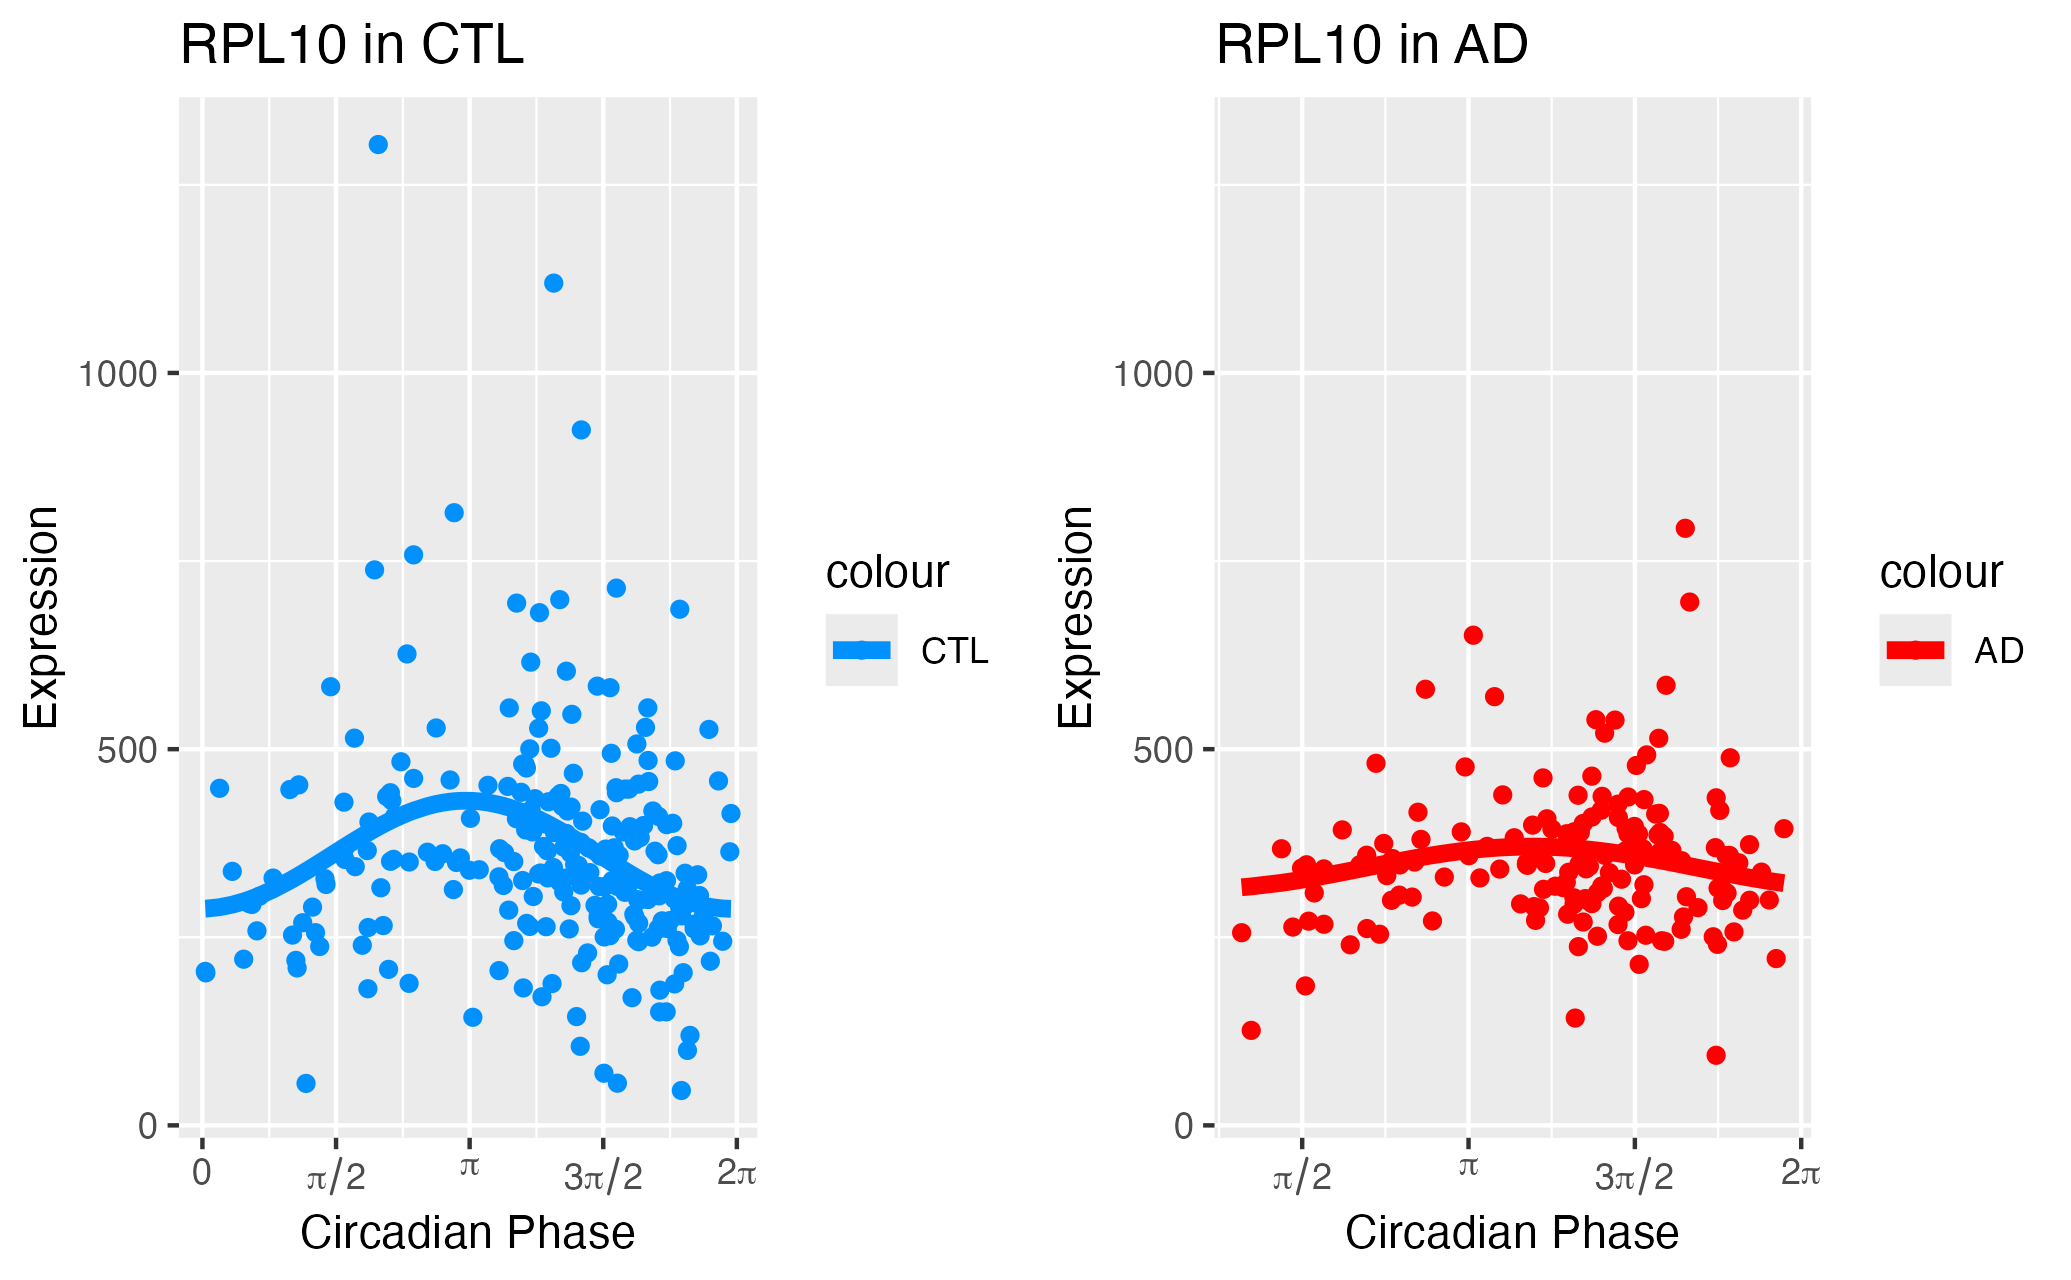 RPL10 in CTL
Expression
1000
500
0
0
π/2
π
3π/2
2π
Circadian Phase
colour
CTL
RPL10 in AD
Expression
1000
500
0
π/2
π
3π/2
2π
Circadian Phase
colour
AD